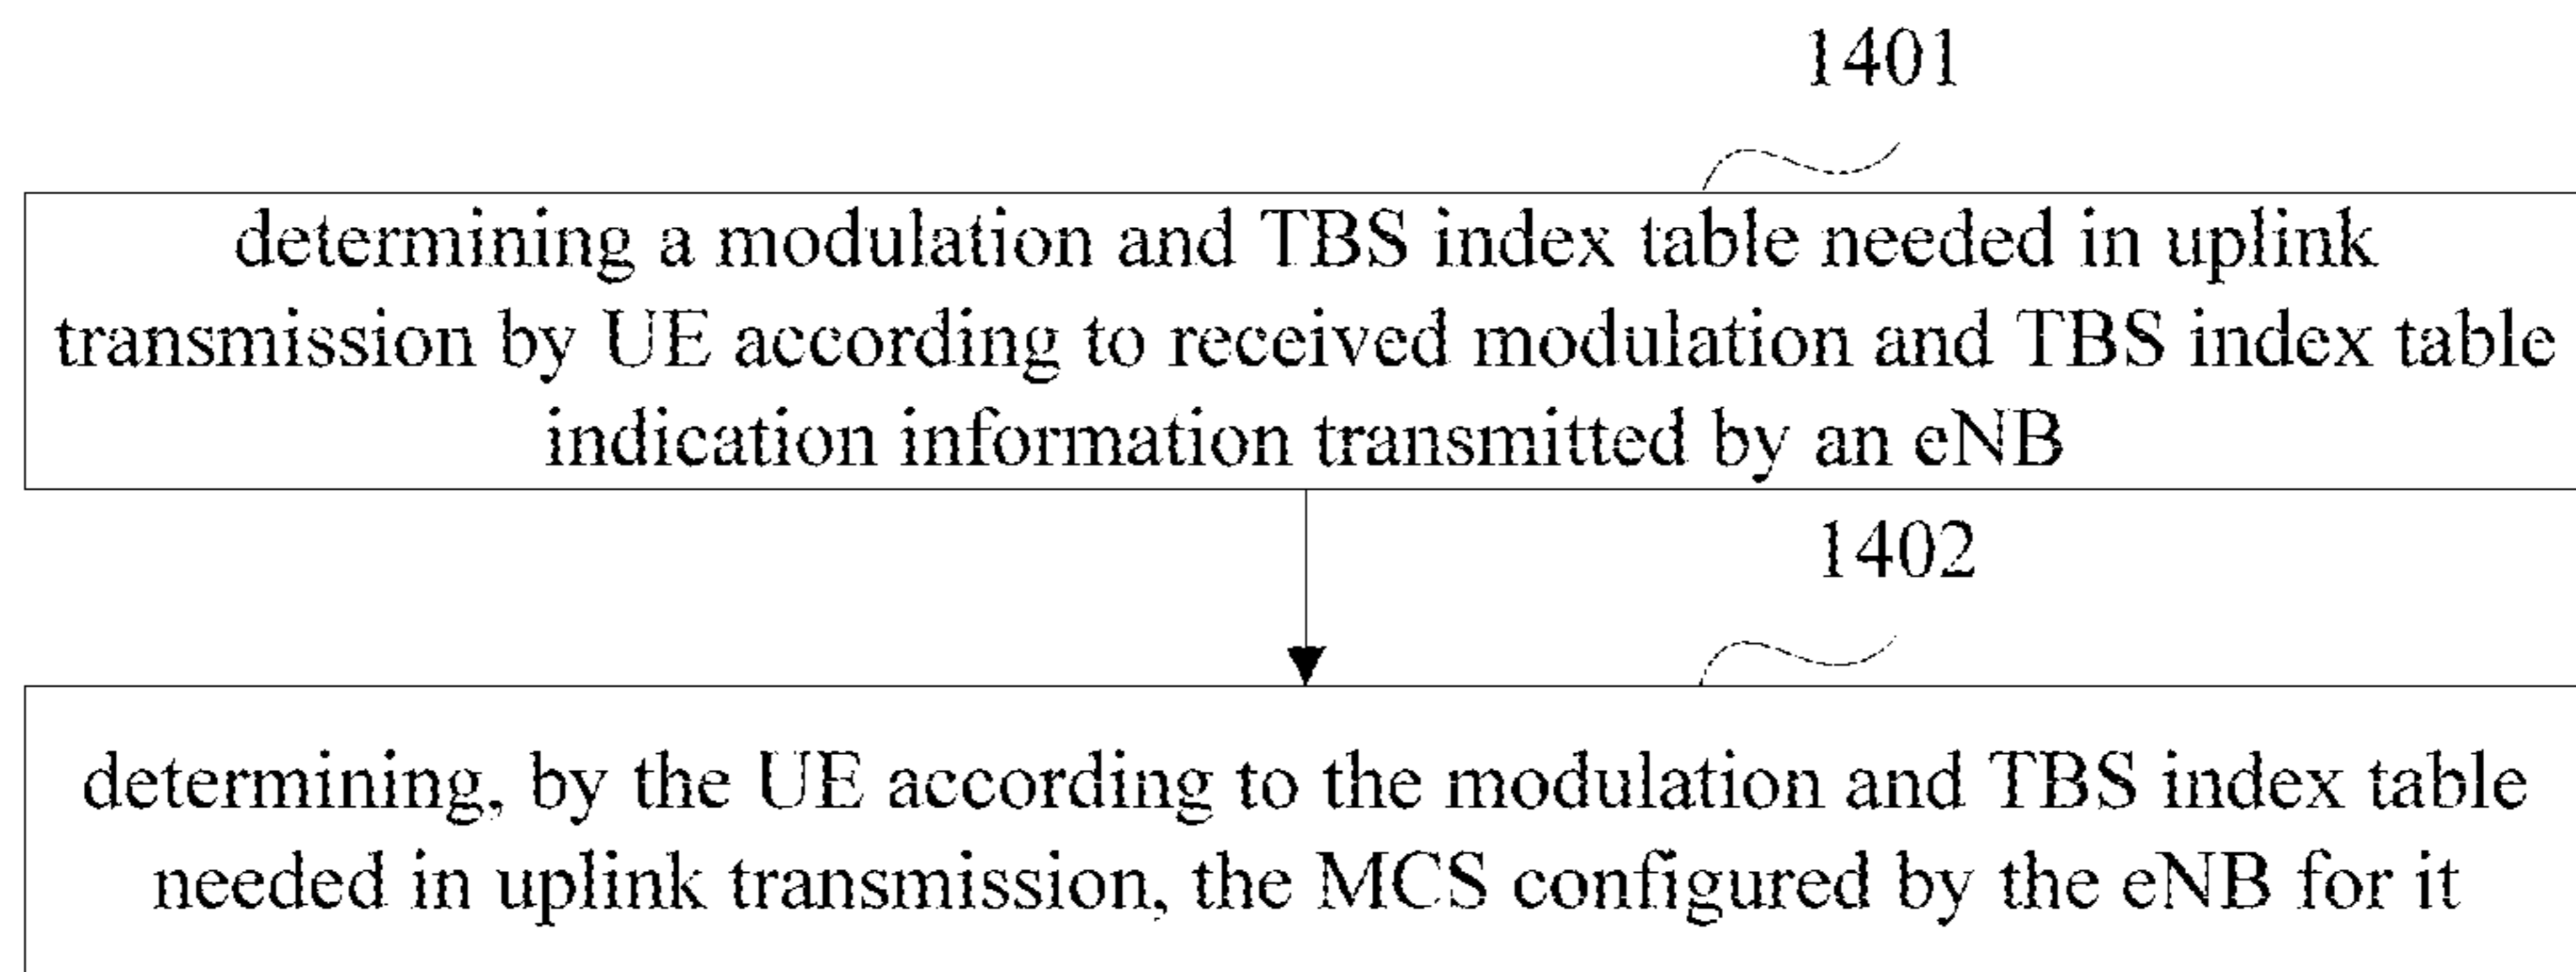 1401
determining a modulation and TBS index table needed in uplink
transmission by UE according to received modulation and TBS index table
indication information transmitted by an eNB
1402
determining, by the UE according to the modulation and TBS index table
needed in uplink transmission, the MCS configured by the eNB for it